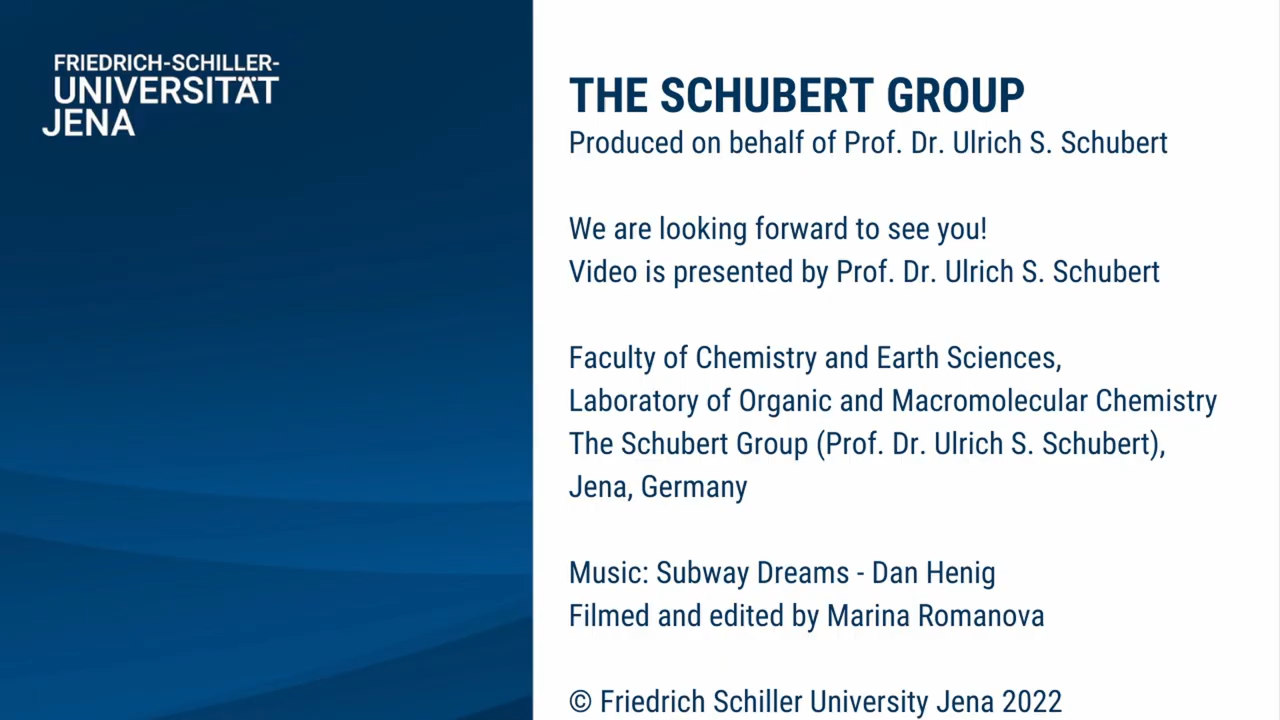 FRIEDRICH-SCHILLER-
UNIVERSITÄT
JENA
THE SCHUBERT GROUP
Produced on behalf of Prof. Dr. Ulrich S. Schubert
We are looking forward to see you!
Video is presented by Prof. Dr. Ulrich S. Schubert
Faculty of Chemistry and Earth Sciences,
Laboratory of Organic and Macromolecular Chemistry
The Schubert Group (Prof. Dr. Ulrich S. Schubert),
Jena, Germany
Music: Subway Dreams - Dan Henig
Filmed and edited by Marina Romanova
© Friedrich Schiller University Jena 2022